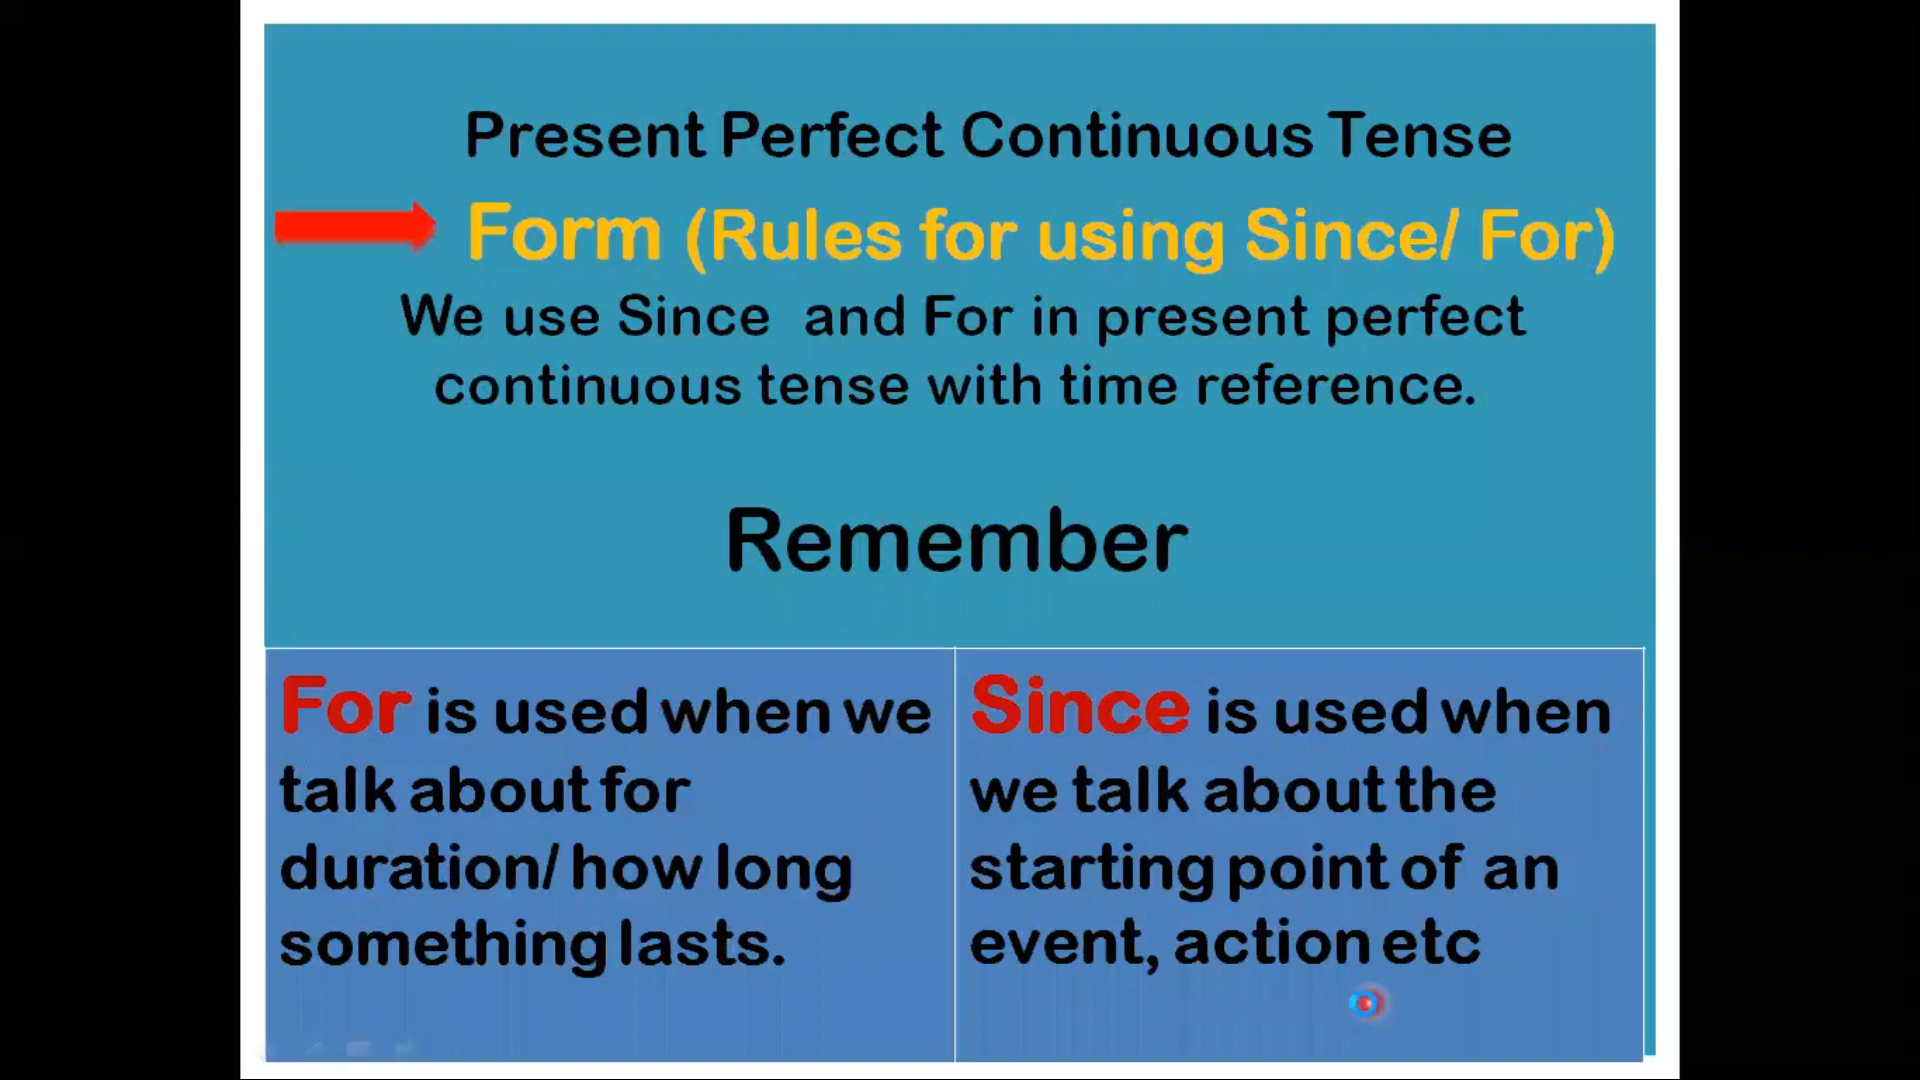 Present Perfect Continuous Tense
Form (Rules for using Since/ For)
We use Since and For in present perfect
continuous tense with time reference.
Remember
For is used when we
talk about for
duration/ how long
something lasts.
Since is used when
we talk about the
starting point of an
event, action etc